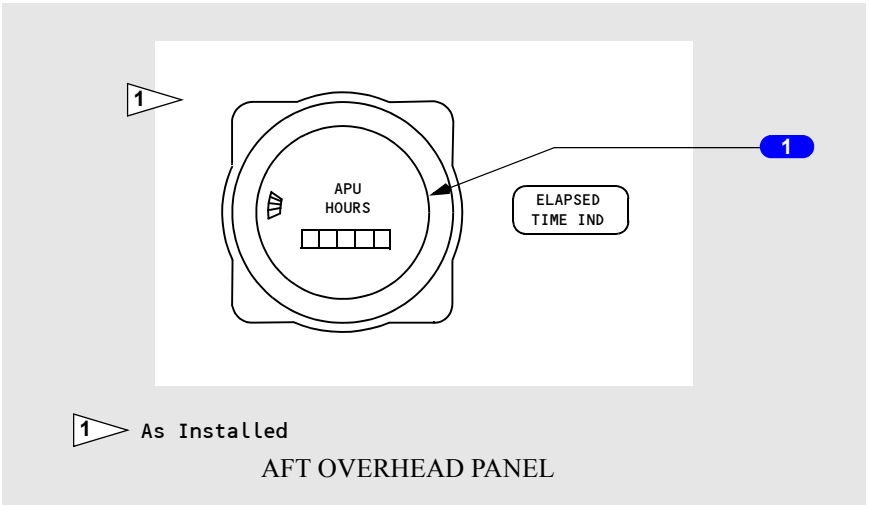 1
1
APU
HOURS
ELAPSED
TIME IND
1 As Installed
AFT OVERHEAD PANEL